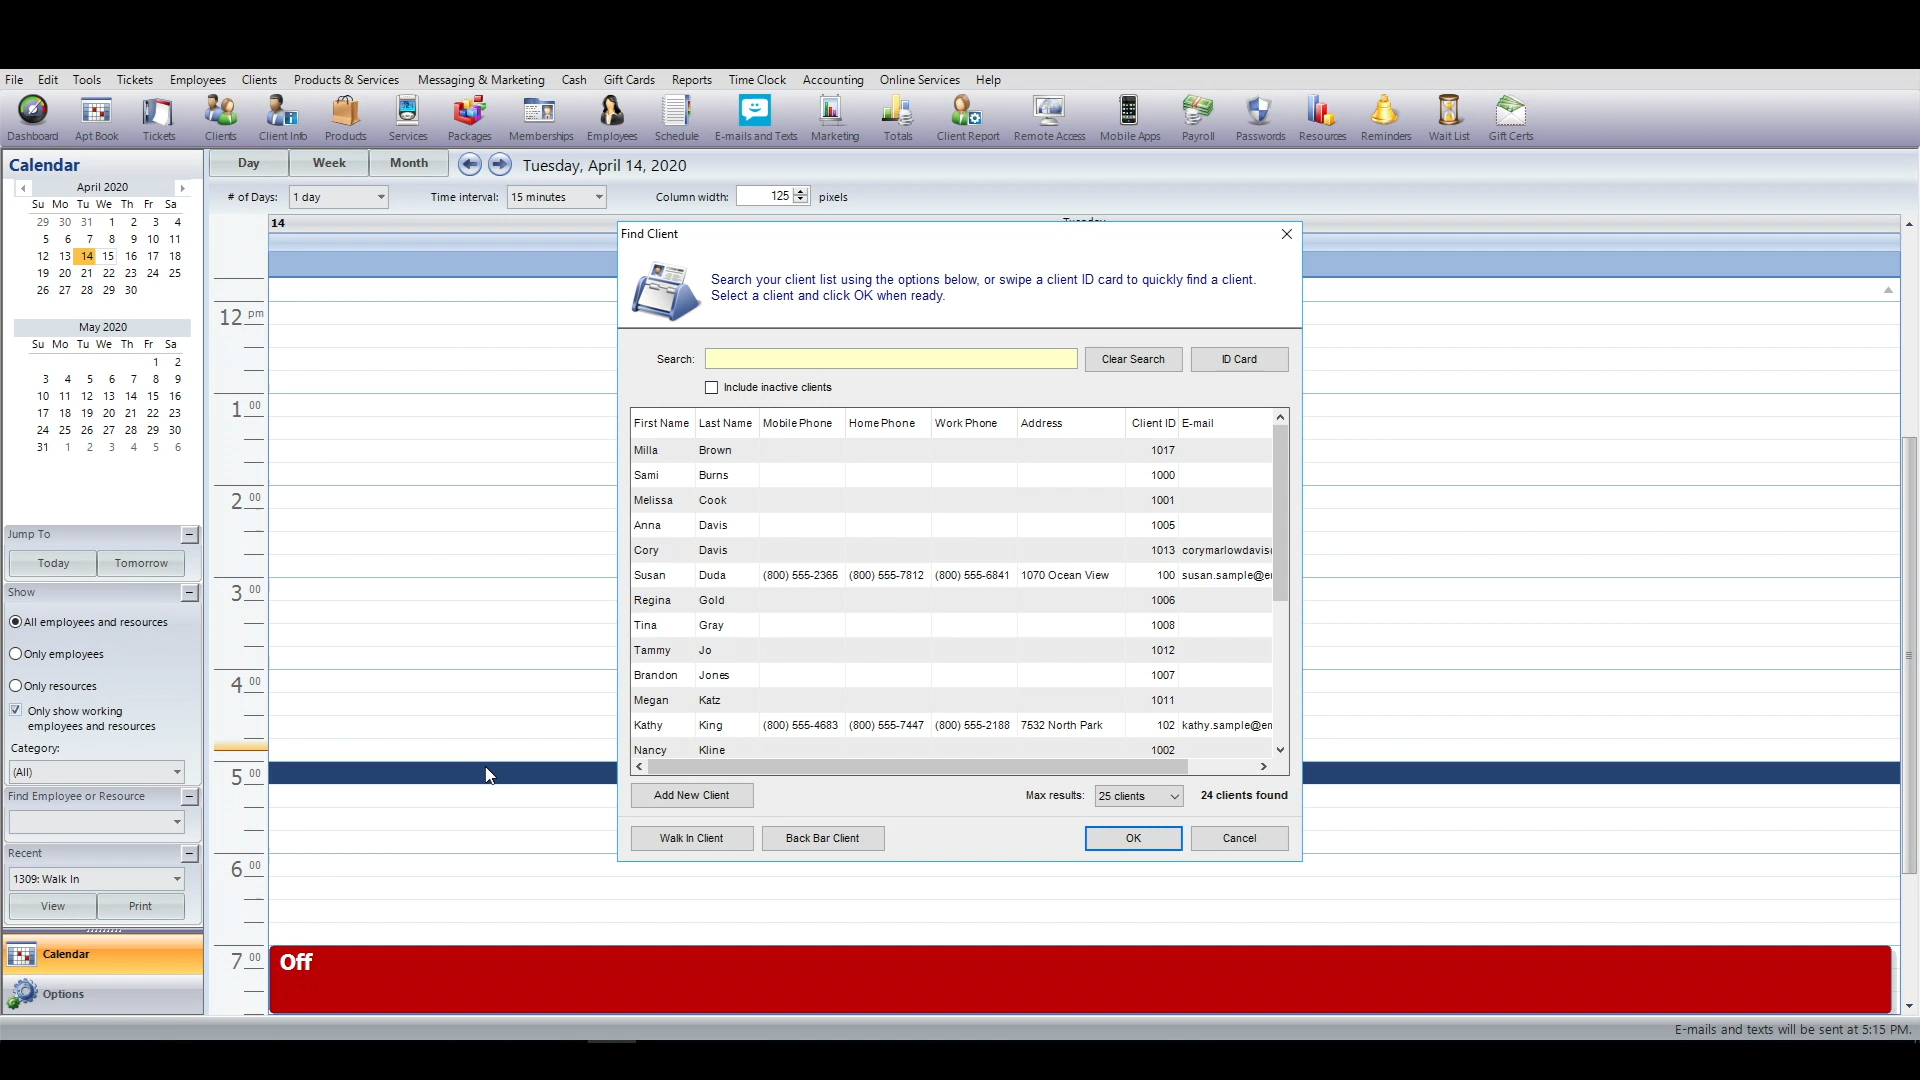 File Edit Tools Tickets Employees Clients Products & Services Messaging & Marketing Cash Gift Cards Reports Time Clock Accounting Online Services Help
Dashboard Apt Book Tickets Clients Client Info Products Services Packages Memberships Employees Schedule E-mails and Texts Marketing Totals Client Report Remote Access Mobile Apps Payroll Passwords Resources Reminders Wait List Gift Certs
Calendar
April 2020
Su Mo Tu We Th Fr Sa
29 30 31 1 2 3 4
5 6 7 8 9 10 11
12 13 14 15 16 17 18
19 20 21 22 23 24 25
26 27 28 29 30
May 2020
Su Mo Tu We Th Fr Sa
1 2
3 4 5 6 7 8 9
10 11 12 13 14 15 16
17 18 19 20 21 22 23
24 25 26 27 28 29 30
31 1 2 3 4 5 6
Jump To
Today Tomorrow
Show
All employees and resources
Only employees
Only resources
Only show working
employees and resources
Category:
(All)
Find Employee or Resource
Recent
1309: Walk In
View Print
Calendar
Options
Day Week Month Tuesday, April 14, 2020
# of Days: 1 day Time interval: 15 minutes Column width: 125 pixels
14
12 pm
1 00
2 00
3 00
4 00
5 00
6 00
7 00
Off
Find Client
Search your client list using the options below, or swipe a client ID card to quickly find a client.
Select a client and click OK when ready.
Search: Clear Search ID Card
Include inactive clients
First Name Last Name Mobile Phone Home Phone Work Phone Address Client ID E-mail
Milla Brown 1017
Sami Burns 1000
Melissa Cook 1001
Anna Davis 1005
Cory Davis 1013 corymarlowdavis
Susan Duda (800) 555-2365 (800) 555-7812 (800) 555-6841 1070 Ocean View 100 susan.sample@e
Regina Gold 1006
Tina Gray 1008
Tammy Jo 1012
Brandon Jones 1007
Megan Katz 1011
Kathy King (800) 555-4683 (800) 555-7447 (800) 555-2188 7532 North Park 102 kathy.sample@e
Nancy Kline 1002
Add New Client Max results: 25 clients 24 clients found
Walk In Client Back Bar Client OK Cancel
E-mails and texts will be sent at 5:15 PM.